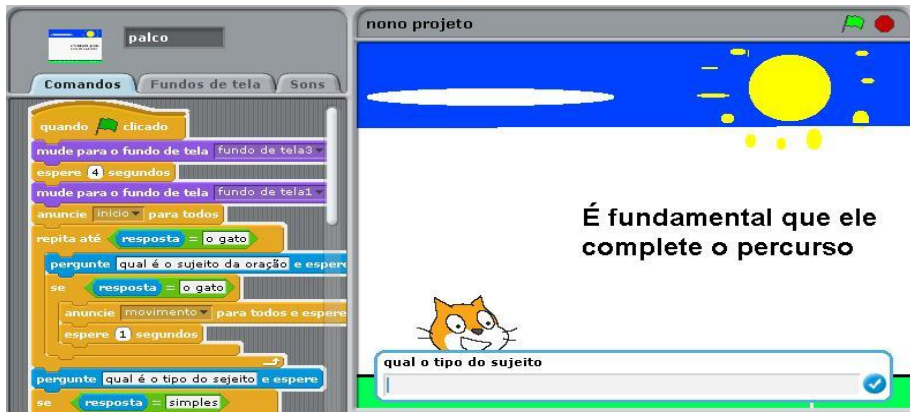 palco
Comandos
Fundos de tela
Sons
quando clicado
mude para o fundo de tela fundo de tela3
espere 4 segundos
mude para o fundo de tela fundo de tela1
anuncie inicio para todos
repita até resposta = o gato
pergunte qual é o sujeito da oração e espere
se resposta = o gato
anuncie movimento para todos e espere
espere 1 segundos
pergunte qual é o tipo do sejeito e espere
se resposta = simples
nono projeto
É fundamental que ele
complete o percurso
qual o tipo do sujeito